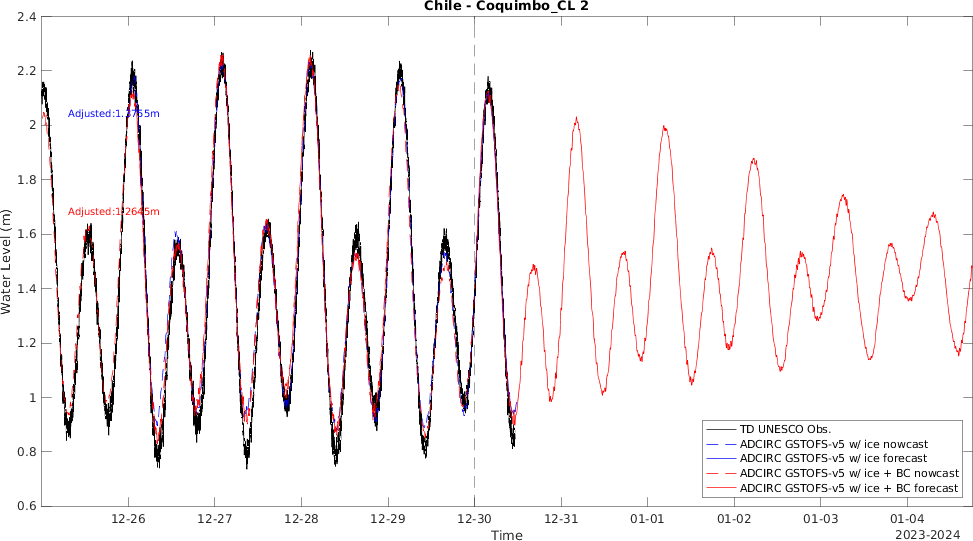 Chile - Coquimbo_CL 2
2.4
2.2
2
1.8
1.6
1.4
1.2
1
0.8
0.6
Water Level (m)
Adjusted:1.2645m
12-26
12-27
12-28
12-29
12-30
12-31
01-01
01-02
01-03
01-04
Time
2023-2024
TD UNESCO Obs.
ADCIRC GSTOFS-v5 w/ ice nowcast
ADCIRC GSTOFS-v5 w/ ice forecast
ADCIRC GSTOFS-v5 w/ ice + BC nowcast
ADCIRC GSTOFS-v5 w/ ice + BC forecast